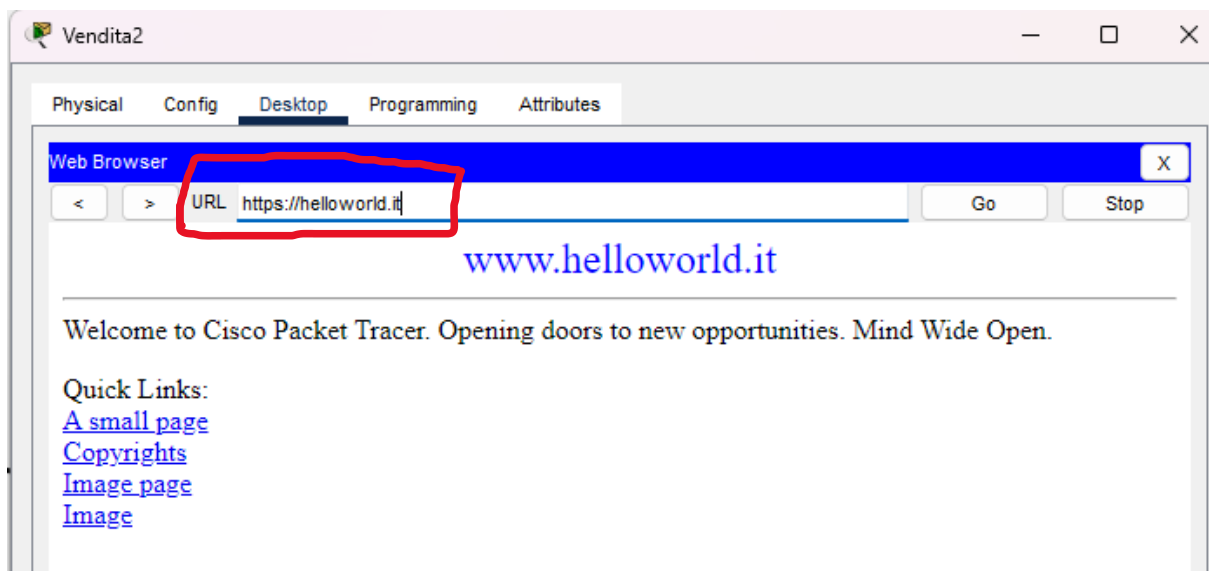 Vendita2
Physical Config Desktop Programming Attributes
Web Browser X
< > URL https://helloworld.it Go Stop
www.helloworld.it
Welcome to Cisco Packet Tracer. Opening doors to new opportunities. Mind Wide Open.
Quick Links:
A small page
Copyrights
Image page
Image